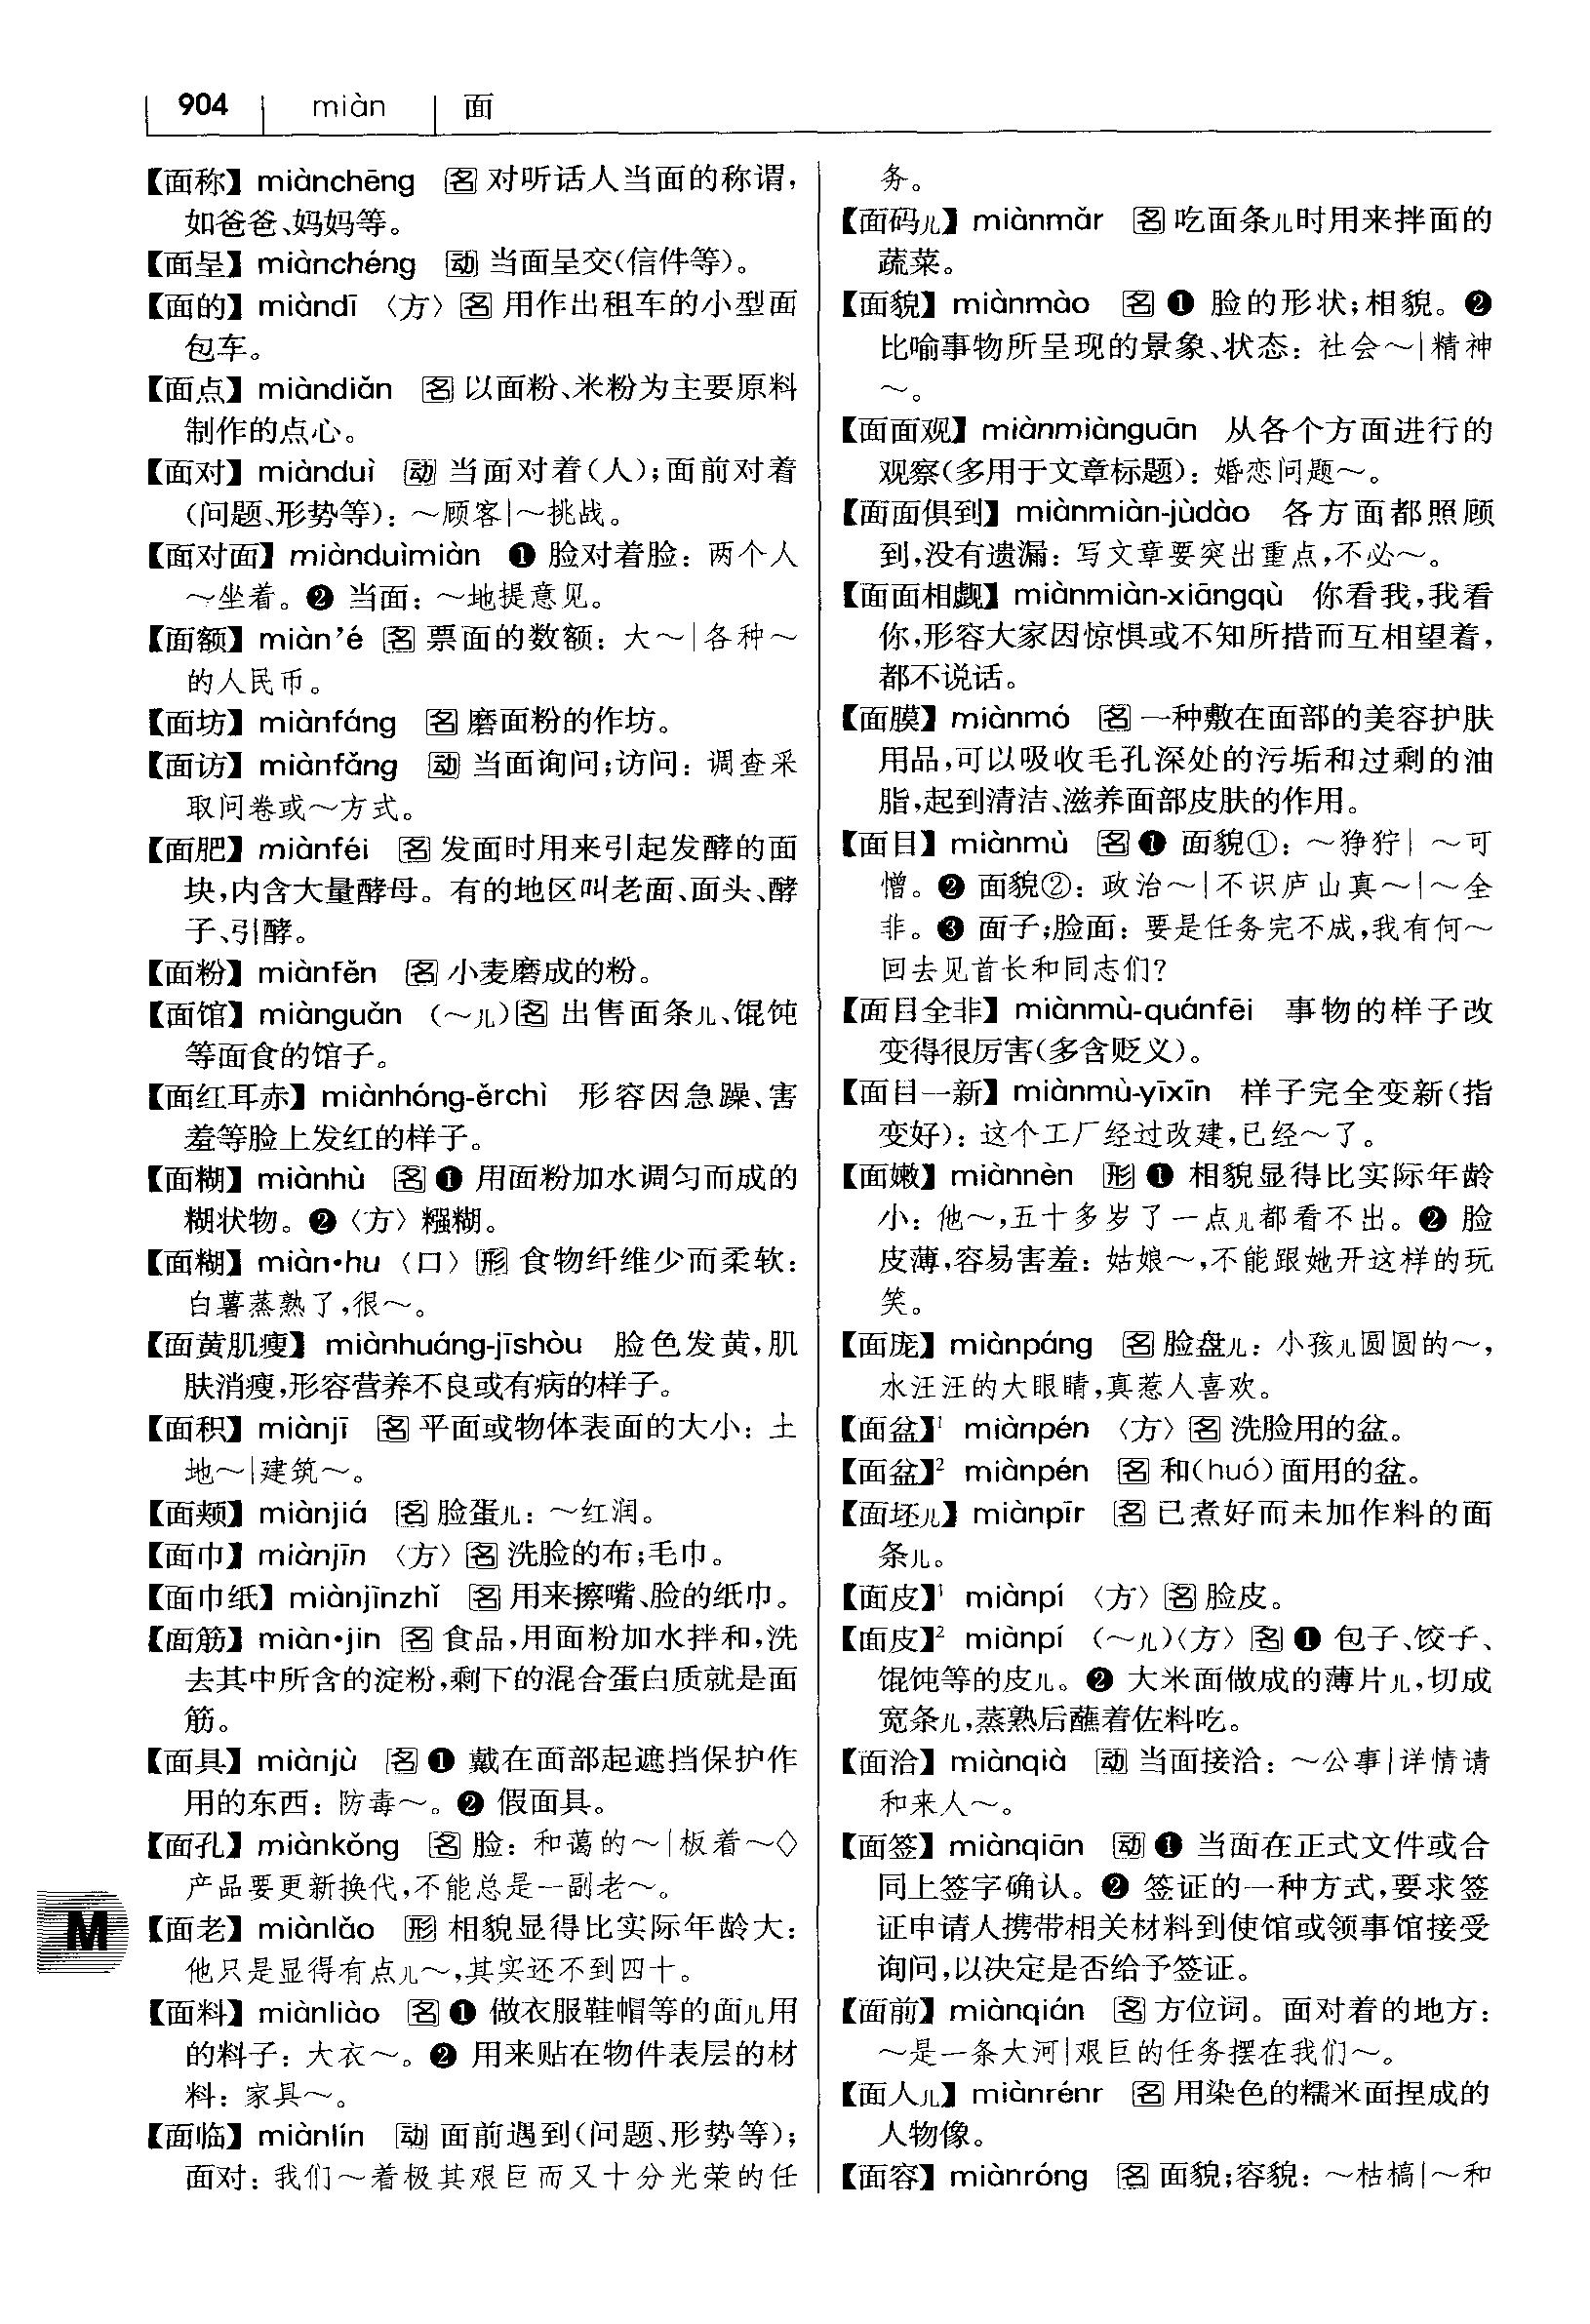 904 miàn 面
【面称】 miànchēng 名 对听话人当面的称谓，
如爸爸、妈妈等。
【面呈】 miànchéng 动 当面呈交（信件等）。
【面的】 miàndī 〈方〉 名 用作出租车的小型面
包车。
【面点】 miàndiǎn 名 以面粉、米粉为主要原料
制作的点心。
【面对】 miànduì 动 当面对着（人）；面前对着
（问题、形势等）：～顾客|～挑战。
【面对面】 miànduìmiàn ❶ 脸对着脸：两个人
～坐着。❷ 当面：～地提意见。
【面额】 miàn’é 名 票面的数额：大～|各种～
的人民币。
【面坊】 miànfáng 名 磨面粉的作坊。
【面访】 miànfǎng 动 当面询问；访问：调查采
取问卷或～方式。
【面肥】 miànféi 名 发面时用来引起发酵的面
块，内含大量酵母。有的地区叫老面、面头、酵
子、引酵。
【面粉】 miànfěn 名 小麦磨成的粉。
【面馆】 miànguǎn （～儿）名 出售面条儿、馄饨
等面食的馆子。
【面红耳赤】 miànhóng-ěrchì 形容因急躁、害
羞等脸上发红的样子。
【面糊】 miànhù 名 ❶ 用面粉加水调匀而成的
糊状物。❷〈方〉糨糊。
【面糊】 miàn•hu 〈口〉 形 食物纤维少而柔软：
白薯蒸熟了，很～。
【面黄肌瘦】 miànhuáng-jīshòu 脸色发黄，肌
肤消瘦，形容营养不良或有病的样子。
【面积】 miànjī 名 平面或物体表面的大小：土
地～|建筑～。
【面颊】 miànjiá 名 脸蛋儿：～红润。
【面巾】 miànjīn 〈方〉 名 洗脸的布；毛巾。
【面巾纸】 miànjīnzhǐ 名 用来擦嘴、脸的纸巾。
【面筋】 miàn•jin 名 食品，用面粉加水拌和，洗
去其中所含的淀粉，剩下的混合蛋白质就是面
筋。
【面具】 miànjù 名 ❶ 戴在面部起遮挡保护作
用的东西：防毒～。❷ 假面具。
【面孔】 miànkǒng 名 脸：和蔼的～|板着～◇
产品要更新换代，不能总是一副老～。
M
【面老】 miànlǎo 形 相貌显得比实际年龄大：
他只是显得有点儿～，其实还不到四十。
【面料】 miànliào 名 ❶ 做衣服鞋帽等的面儿用
的料子：大衣～。❷ 用来贴在物件表层的材
料：家具～。
【面临】 miànlín 动 面前遇到（问题、形势等）；
面对：我们～着极其艰巨而又十分光荣的任
务。
【面码儿】 miànmǎr 名 吃面条儿时用来拌面的
蔬菜。
【面貌】 miànmào 名 ❶ 脸的形状；相貌。❷
比喻事物所呈现的景象、状态：社会～|精神
～。
【面面观】 miànmiànguān 从各个方面进行的
观察（多用于文章标题）：婚恋问题～。
【面面俱到】 miànmiàn-jùdào 各方面都照顾
到，没有遗漏：写文章要突出重点，不必～。
【面面相觑】 miànmiàn-xiāngqù 你看我，我看
你，形容大家因惊惧或不知所措而互相望着，
都不说话。
【面膜】 miànmó 名 一种敷在面部的美容护肤
用品，可以吸收毛孔深处的污垢和过剩的油
脂，起到清洁、滋养面部皮肤的作用。
【面目】 miànmù 名 ❶ 面貌①：～狰狞|～可
憎。❷ 面貌②：政治～|不识庐山真～|～全
非。❸ 面子；脸面：要是任务完不成，我有何～
回去见首长和同志们？
【面目全非】 miànmù-quánfēi 事物的样子改
变得很厉害（多含贬义）。
【面目一新】 miànmù-yīxīn 样子完全变新（指
变好）：这个工厂经过改建，已经～了。
【面嫩】 miànnèn 形 ❶ 相貌显得比实际年龄
小：他～，五十多岁了一点儿都看不出。❷ 脸
皮薄，容易害羞：姑娘～，不能跟她开这样的玩
笑。
【面庞】 miànpáng 名 脸盘儿：小孩儿圆圆的～，
水汪汪的大眼睛，真惹人喜欢。
【面盆】¹ miànpén 〈方〉 名 洗脸用的盆。
【面盆】² miànpén 名 和（huó）面用的盆。
【面坯儿】 miànpīr 名 已煮好而未加作料的面
条儿。
【面皮】¹ miànpí 〈方〉 名 脸皮。
【面皮】² miànpí （～儿）〈方〉 名 ❶ 包子、饺子、
馄饨等的皮儿。❷ 大米面做成的薄片儿，切成
宽条儿，蒸熟后蘸着佐料吃。
【面洽】 miànqià 动 当面接洽：～公事|详情请
和来人～。
【面签】 miànqiān 动 ❶ 当面在正式文件或合
同上签字确认。❷ 签证的一种方式，要求签
证申请人携带相关材料到使馆或领事馆接受
询问，以决定是否给予签证。
【面前】 miànqián 名 方位词。面对着的地方：
～是一条大河|艰巨的任务摆在我们～。
【面人儿】 miànrénr 名 用染色的糯米面捏成的
人物像。
【面容】 miànróng 名 面貌；容貌：～枯槁|～和